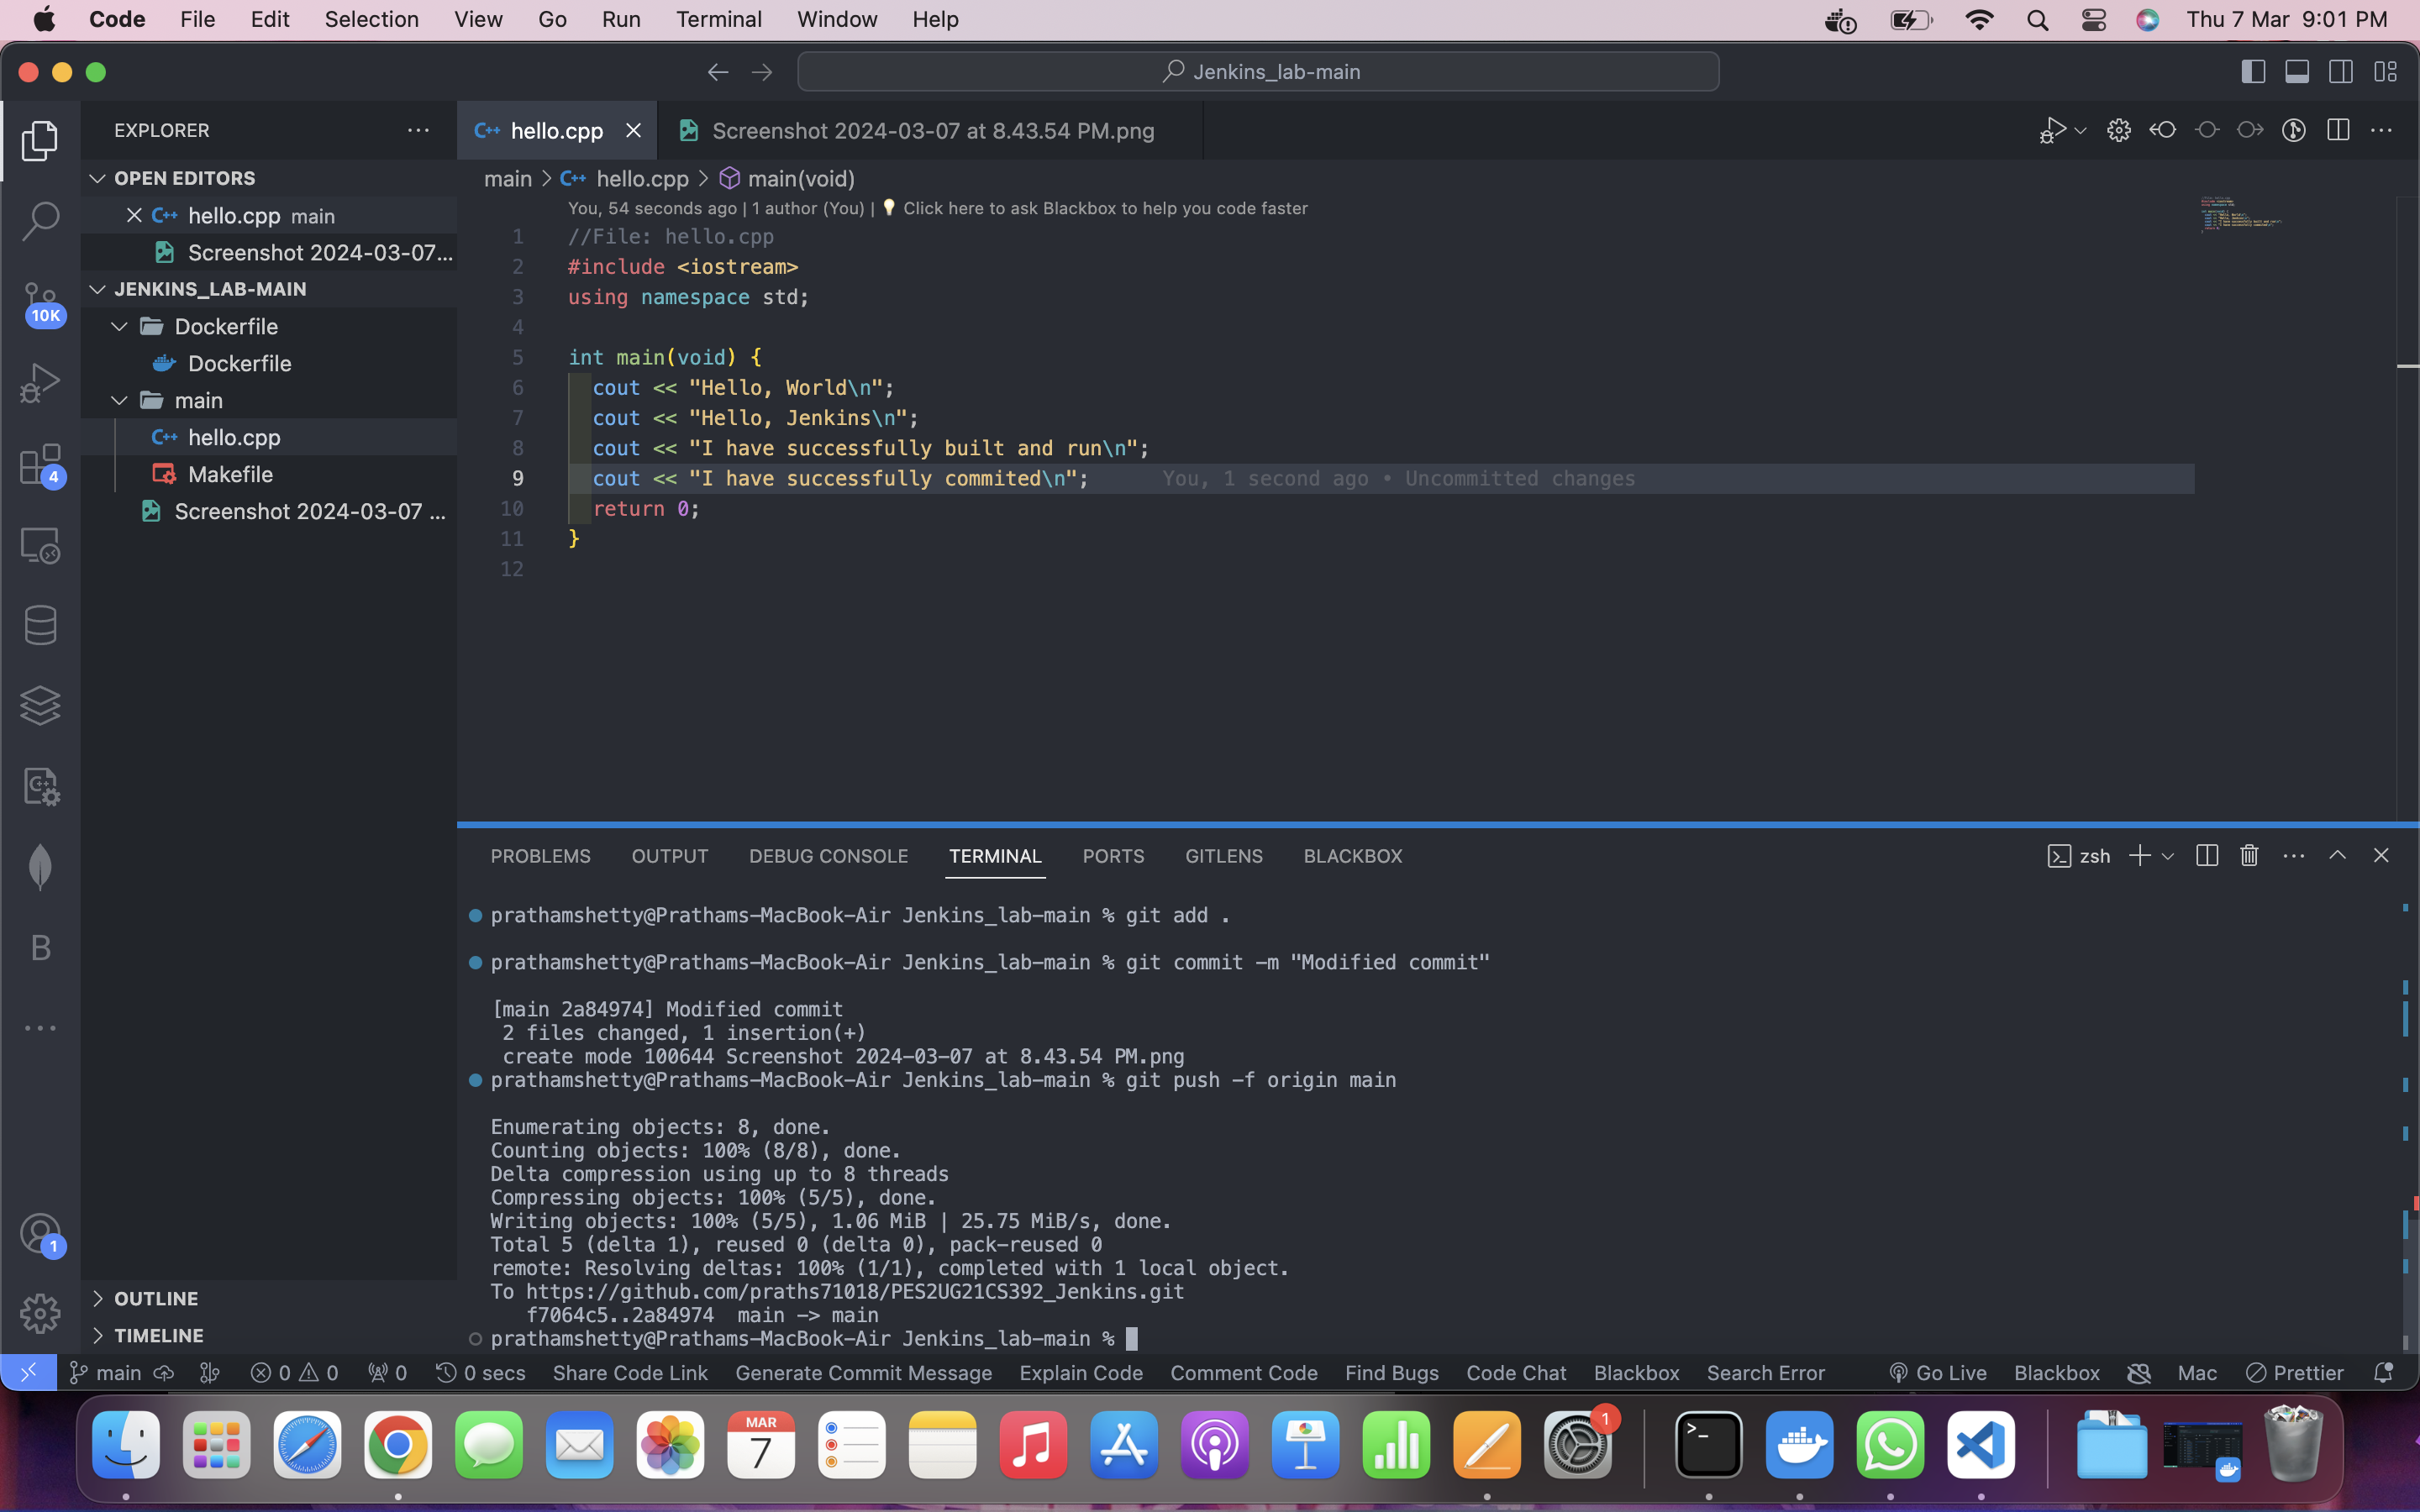 Code File Edit Selection View Go Run Terminal Window Help Thu 7 Mar 9:01 PM
Jenkins_lab-main
EXPLORER
hello.cpp
Screenshot 2024-03-07 at 8.43.54 PM.png
OPEN EDITORS
hello.cpp main
Screenshot 2024-03-07...
JENKINS_LAB-MAIN
Dockerfile
Dockerfile
main
hello.cpp
Makefile
Screenshot 2024-03-07 ...
OUTLINE
TIMELINE
10K
4
B
1
main > C++ hello.cpp > main(void)
You, 54 seconds ago | 1 author (You) | Click here to ask Blackbox to help you code faster
1 //File: hello.cpp
2 #include <iostream>
3 using namespace std;
4
5 int main(void) {
6 cout << "Hello, World\n";
7 cout << "Hello, Jenkins\n";
8 cout << "I have successfully built and run\n";
9 cout << "I have successfully commited\n"; You, 1 second ago • Uncommitted changes
10 return 0;
11 }
12
PROBLEMS OUTPUT DEBUG CONSOLE TERMINAL PORTS GITLENS BLACKBOX zsh
prathamshetty@Prathams-MacBook-Air Jenkins_lab-main % git add .
prathamshetty@Prathams-MacBook-Air Jenkins_lab-main % git commit -m "Modified commit"
[main 2a84974] Modified commit
2 files changed, 1 insertion(+)
create mode 100644 Screenshot 2024-03-07 at 8.43.54 PM.png
prathamshetty@Prathams-MacBook-Air Jenkins_lab-main % git push -f origin main
Enumerating objects: 8, done.
Counting objects: 100% (8/8), done.
Delta compression using up to 8 threads
Compressing objects: 100% (5/5), done.
Writing objects: 100% (5/5), 1.06 MiB | 25.75 MiB/s, done.
Total 5 (delta 1), reused 0 (delta 0), pack-reused 0
remote: Resolving deltas: 100% (1/1), completed with 1 local object.
To https://github.com/praths71018/PES2UG21CS392_Jenkins.git
f7064c5..2a84974 main -> main
prathamshetty@Prathams-MacBook-Air Jenkins_lab-main %
main 0 0 0 0 secs Share Code Link Generate Commit Message Explain Code Comment Code Find Bugs Code Chat Blackbox Search Error Go Live Blackbox Mac Prettier
MAR
7
1